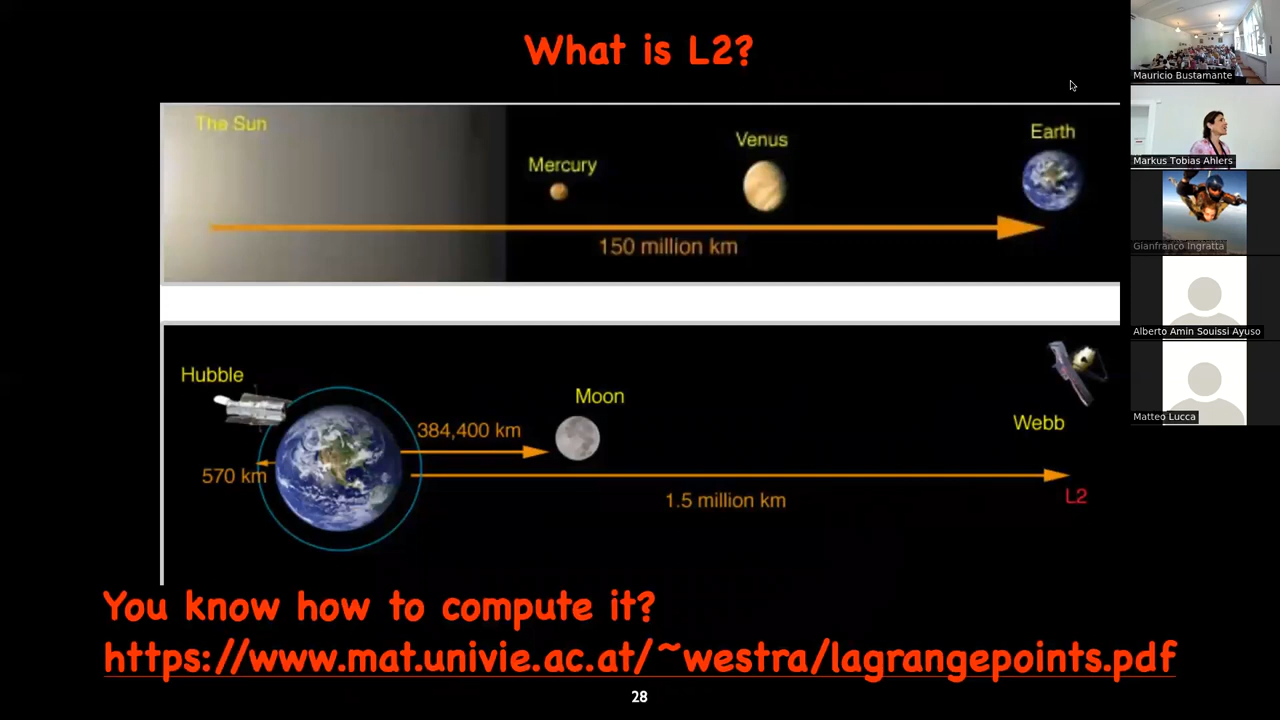 What is L2?
The Sun
Mercury
Venus
Earth
150 million km
Hubble
570 km
384,400 km
Moon
1.5 million km
Webb
L2
You know how to compute it?
https://www.mat.univie.ac.at/~westra/lagrangepoints.pdf
28
Mauricio Bustamante
Markus Tobias Ahlers
Gianfranco Ingratta
Alberto Amin Souissi Ayuso
Matteo Lucca